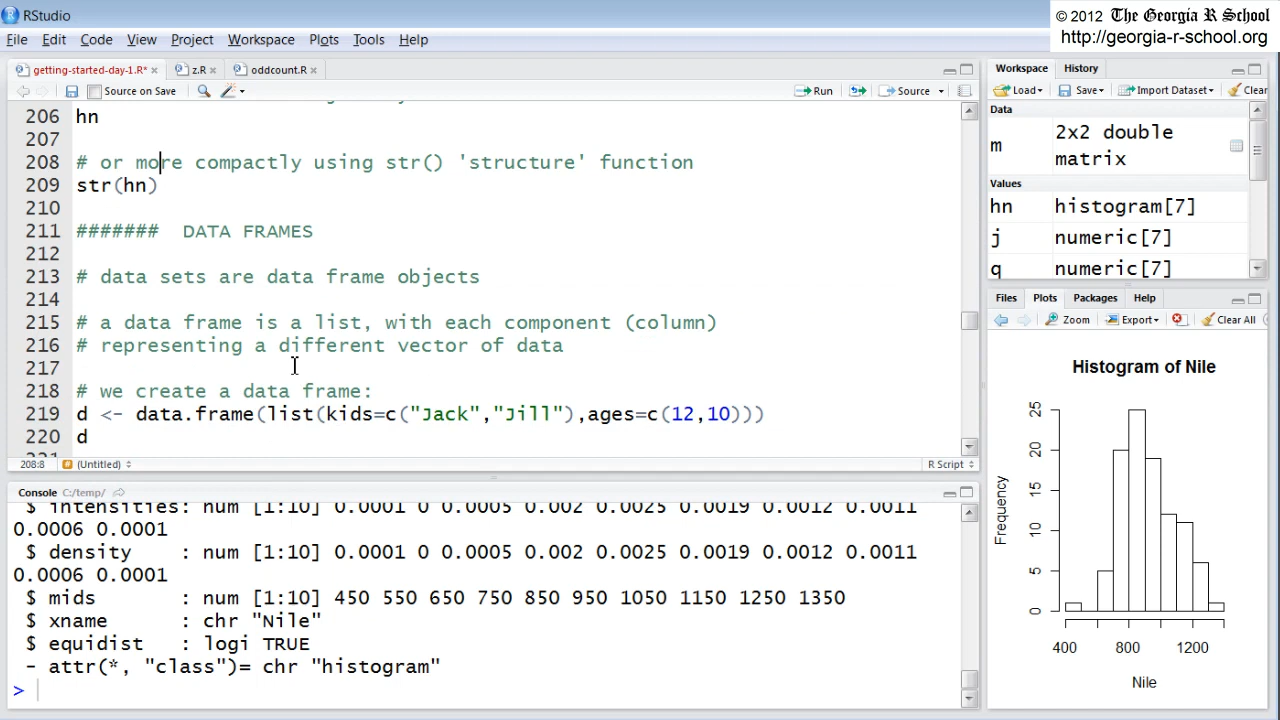 RStudio
© 2012 The Georgia R School
http://georgia-r-school.org
File Edit Code View Project Workspace Plots Tools Help
getting-started-day-1.R* z.R oddcount.R
Source on Save Run Source
206 hn
207
208 # or more compactly using str() 'structure' function
209 str(hn)
210
211 ####### DATA FRAMES
212
213 # data sets are data frame objects
214
215 # a data frame is a list, with each component (column)
216 # representing a different vector of data
217
218 # we create a data frame:
219 d <- data.frame(list(kids=c("Jack","Jill"),ages=c(12,10)))
220 d
208:8 (Untitled) R Script
Console C:/temp/
$ intensities: num [1:10] 0.0001 0 0.0005 0.002 0.0025 0.0019 0.0012 0.0011
0.0006 0.0001
$ density : num [1:10] 0.0001 0 0.0005 0.002 0.0025 0.0019 0.0012 0.0011
0.0006 0.0001
$ mids : num [1:10] 450 550 650 750 850 950 1050 1150 1250 1350
$ xname : chr "Nile"
$ equidist : logi TRUE
- attr(*, "class")= chr "histogram"
>
Workspace History
Load Save Import Dataset Clear
Data
m 2x2 double
matrix
Values
hn histogram[7]
j numeric[7]
q numeric[7]
Files Plots Packages Help
Zoom Export Clear All
Histogram of Nile
Frequency
25
20
15
10
5
0
400 800 1200
Nile